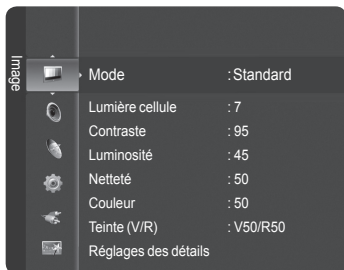 Image
Mode :Standard
Lumière cellule : 7
Contraste : 95
Luminosité : 45
Netteté : 50
Couleur : 50
Teinte (V/R) : V50/R50
Réglages des détails